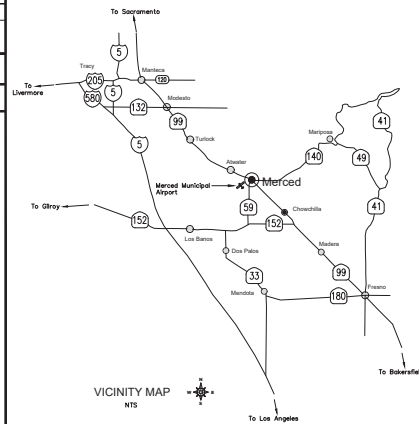 To Sacramento
5
Tracy
Manteca
205
120
To
Livermore
580
5
132
Modesto
99
Turlock
5
Mariposa
41
Atwater
140
49
Merced Municipal
Airport
Merced
59
Chowchilla
41
To Gilroy
152
152
Los Banos
Dos Palos
Madera
33
99
Mendota
180
Fresno
To Bakersfiel
VICINITY MAP
NTS
N
W
E
S
To Los Angeles